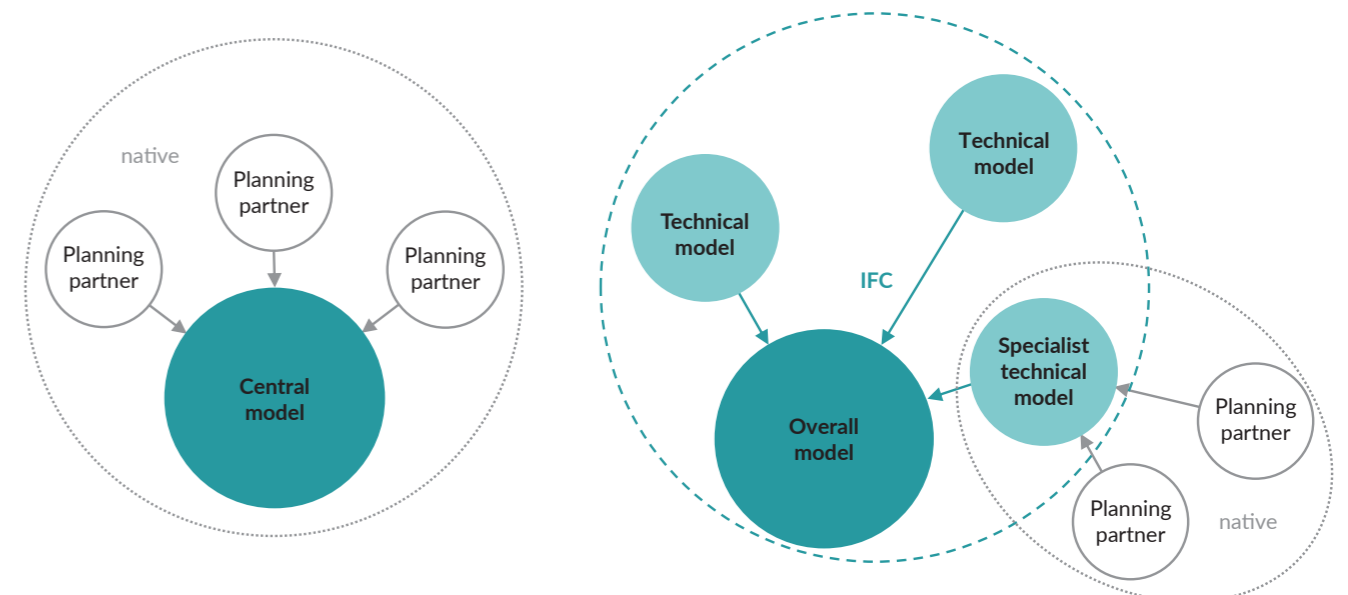 native
Planning
partner
Planning
partner
Planning
partner
Central
model
Technical
model
Technical
model
IFC
Specialist
technical
model
Overall
model
Planning
partner
Planning
partner
native